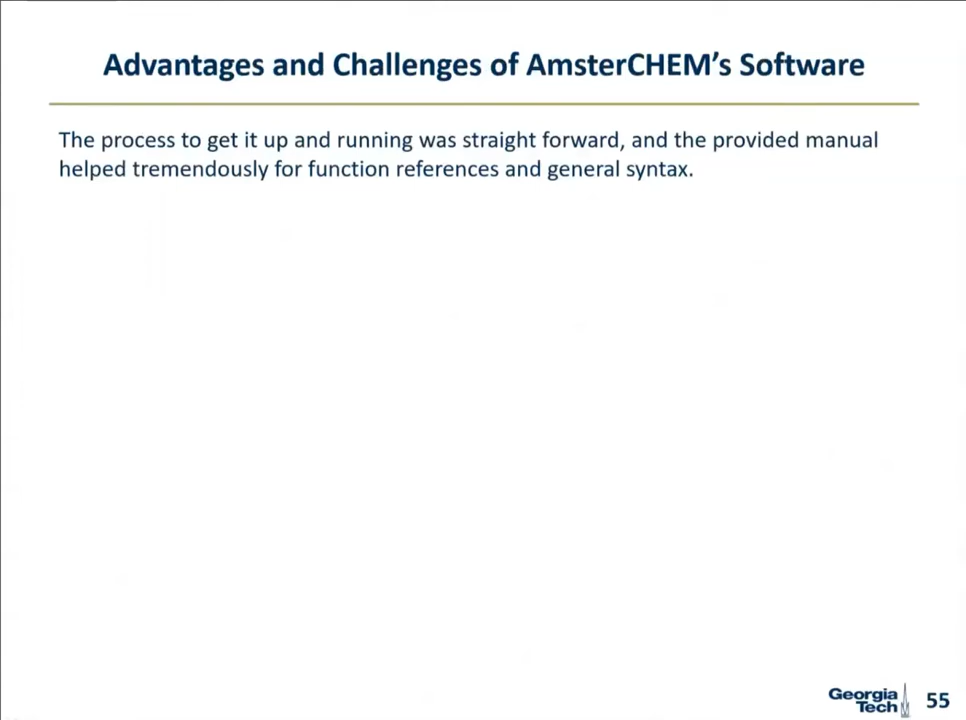 Advantages and Challenges of AmsterCHEM's Software
The process to get it up and running was straight forward, and the provided manual
helped tremendously for function references and general syntax.
Georgia
Tech
55